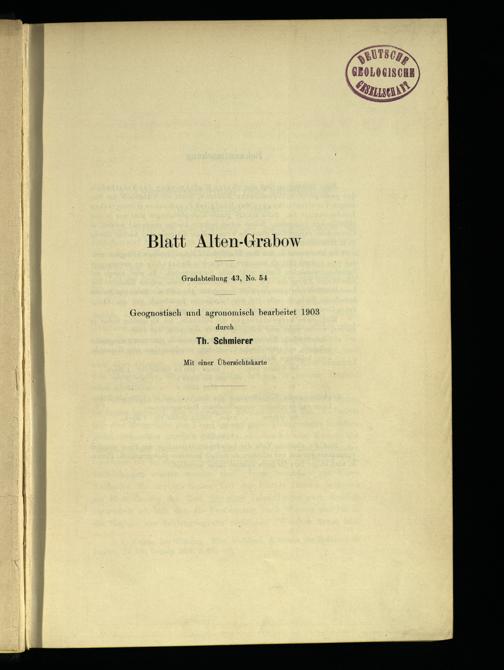 DEUTSCHE
GEOLOGISCHE
GESELLSCHAFT
Blatt Alten-Grabow
Gradabteilung 43, No. 54
Geognostisch und agronomisch bearbeitet 1903
durch
Th. Schmierer
Mit einer Übersichtskarte